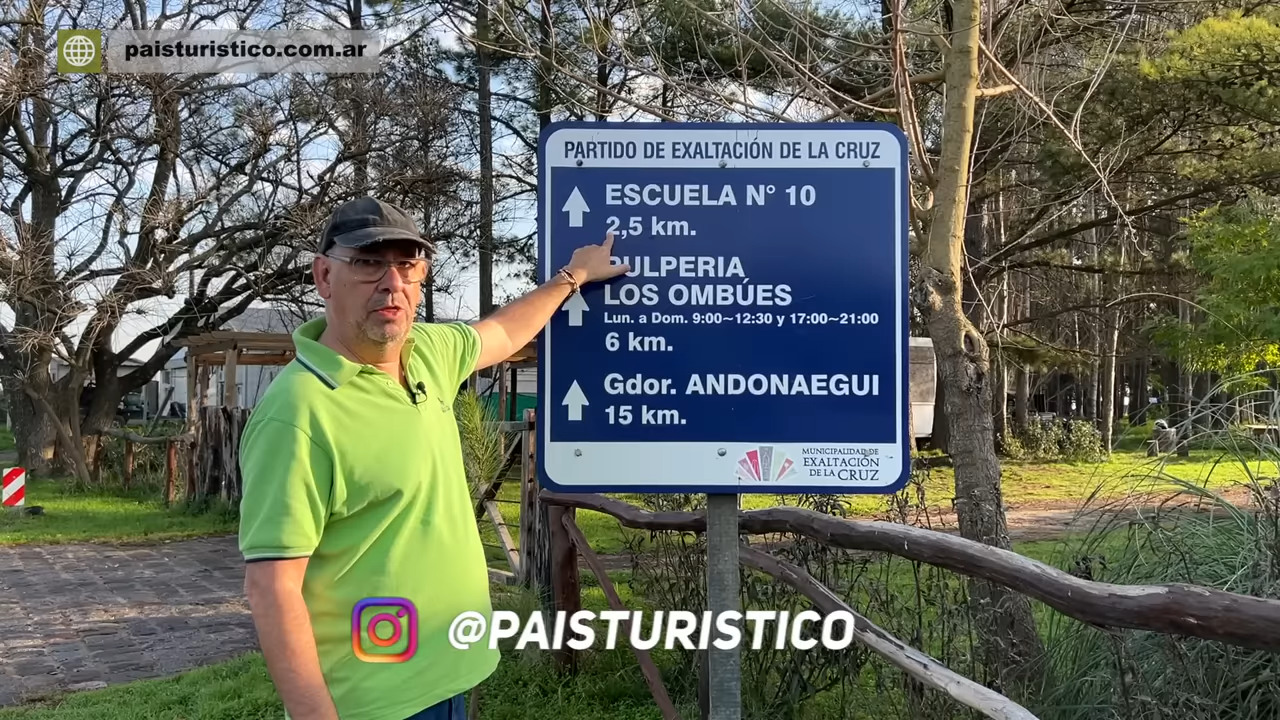 paisturistico.com.ar
PARTIDO DE EXALTACIÓN DE LA CRUZ
ESCUELA N° 10
2,5 km.
PULPERIA
LOS OMBÚES
Lun. a Dom. 9:00~12:30 y 17:00~21:00
6 km.
Gdor. ANDONAEGUI
15 km.
MUNICIPALIDAD DE
EXALTACIÓN
DE LA CRUZ
@PAISTURISTICO